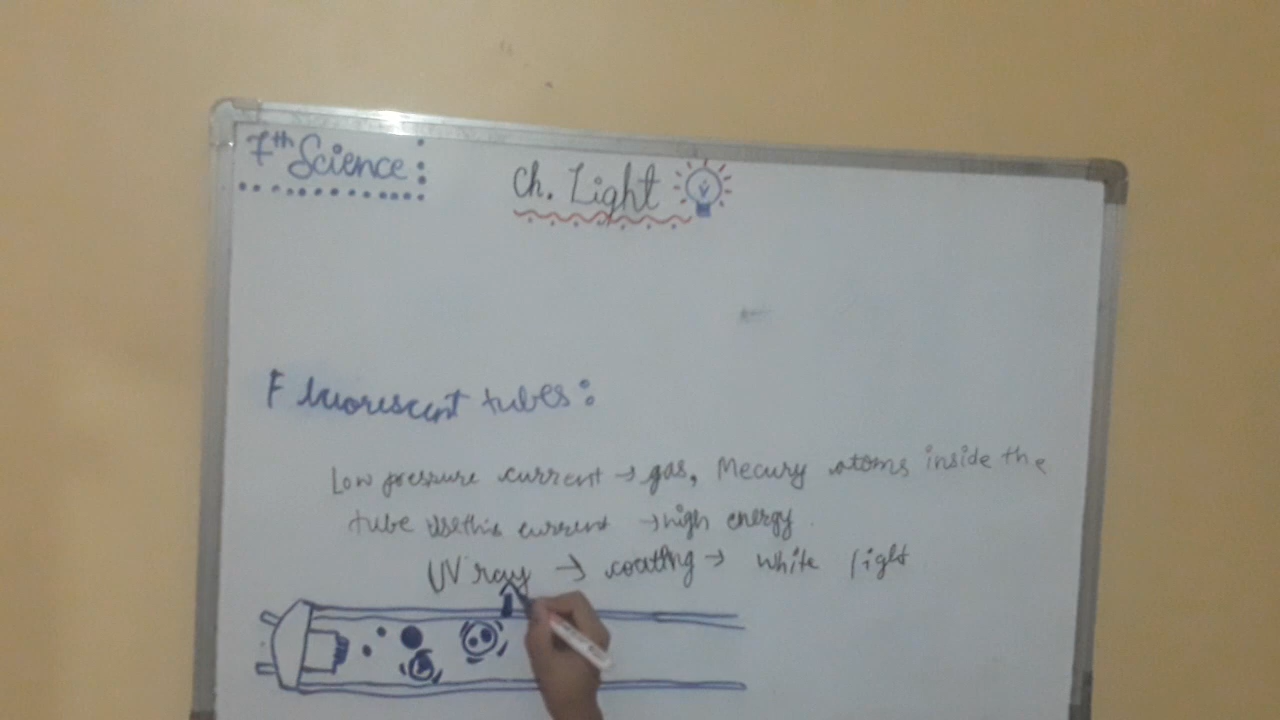 7th Science:
Ch. Light
Fluorescent tubes:
Low pressure current → gas, Mecury atoms inside the
tube use this current → high energy.
UV ray → coating → white light